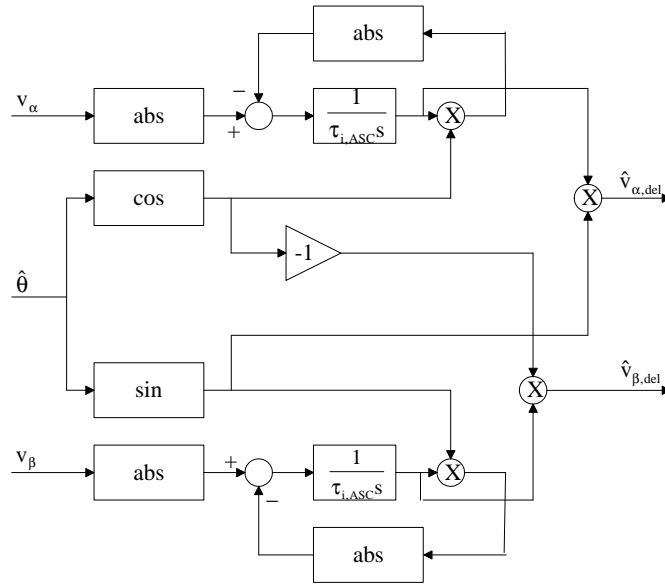 abs
−
v_α
abs
+
1
τ_i,ASC s
X
cos
X
v̂_α,del
-1
θ̂
sin
X
v̂_β,del
v_β
abs
+
1
τ_i,ASC s
X
−
abs